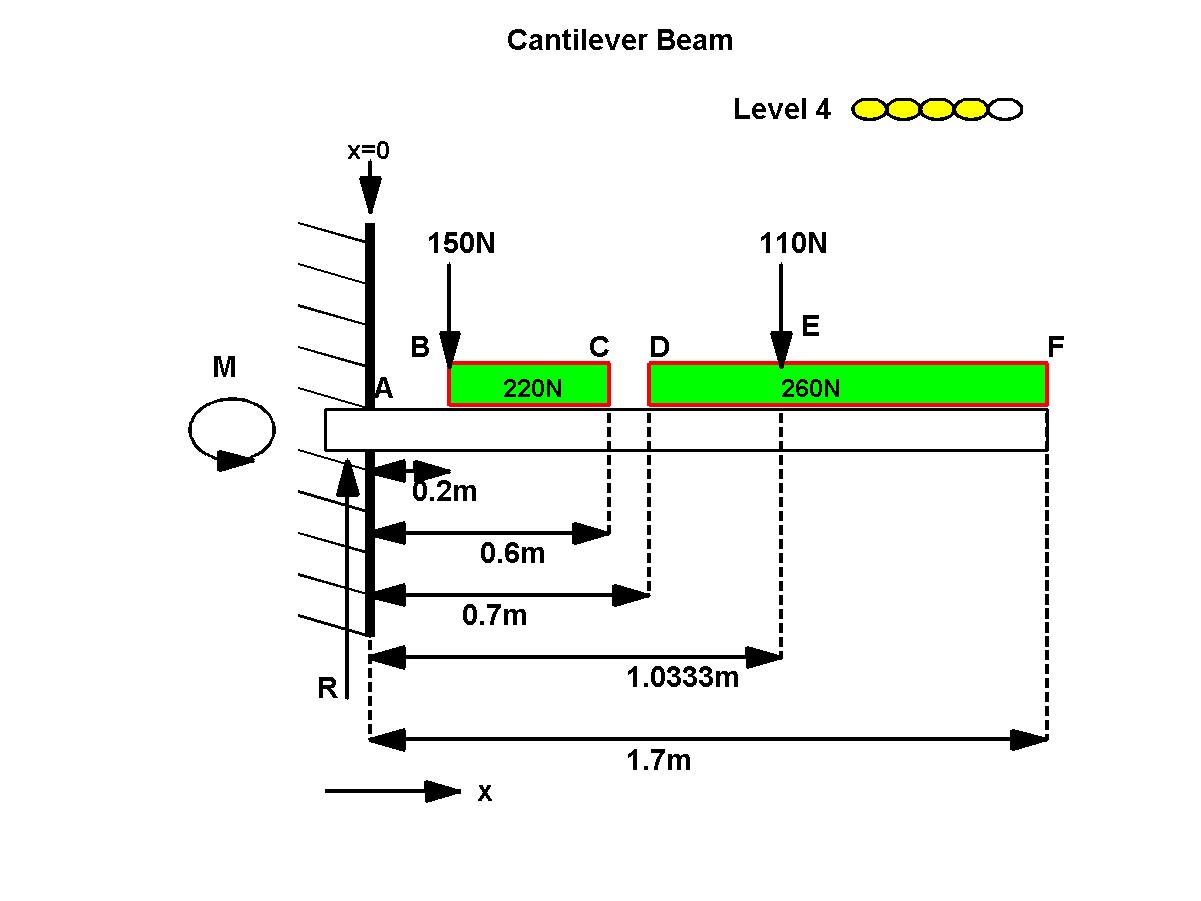 Cantilever Beam
Level 4
x=0
150N
110N
E
B
C
D
F
M
A
220N
260N
0.2m
0.6m
0.7m
1.0333m
R
1.7m
x